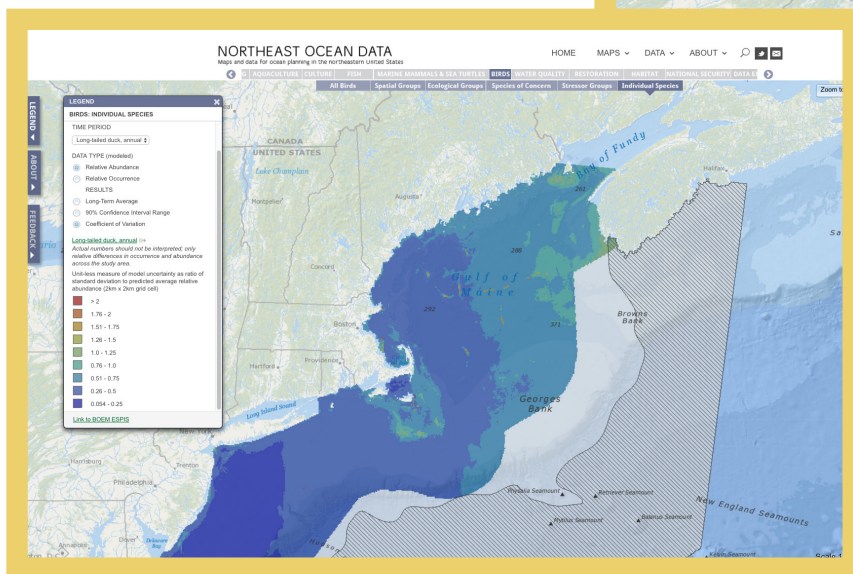 NORTHEAST OCEAN DATA
Maps and data for ocean planning in the northeastern United States
HOME MAPS DATA ABOUT
G AQUACULTURE CULTURE FISH MARINE MAMMALS & SEA TURTLES BIRDS WATER QUALITY RESTORATION HABITAT NATIONAL SECURITY DATA E
All Birds Spatial Groups Ecological Groups Species of Concern Stressor Groups Individual Species
Zoom to
LEGEND
ABOUT
FEEDBACK
LEGEND
BIRDS: INDIVIDUAL SPECIES
TIME PERIOD
Long-tailed duck, annual
DATA TYPE (modeled)
Relative Abundance
Relative Occurrence
RESULTS
Long-Term Average
90% Confidence Interval Range
Coefficient of Variation
Long-tailed duck, annual
Actual numbers should not be interpreted; only
relative differences in occurrence and abundance
across the study area.
Unit-less measure of model uncertainty as ratio of
standard deviation to predicted average relative
abundance (2km x 2km grid cell)
> 2
1.76 - 2
1.51 - 1.75
1.26 - 1.5
1.0 - 1.25
0.76 - 1.0
0.51 - 0.75
0.26 - 0.5
0.054 - 0.25
Link to BOEM ESPIS
CANADA
UNITED STATES
Lake Champlain
Montpelier
Augusta
Bay of Fundy
Halifax
261
288
Gulf of
Maine
Concord
292
371
Boston
Browns
Bank
Providence
Hartford
Georges
Bank
Long Island Sound
New York
Harrisburg
Trenton
Philadelphia
Physalia Seamount
Retriever Seamount
New England Seamounts
Mytilus Seamount
Balanus Seamount
Dover
Delaware
Bay
Annapolis
Hudson
Kelvin Seamount
Scale 1